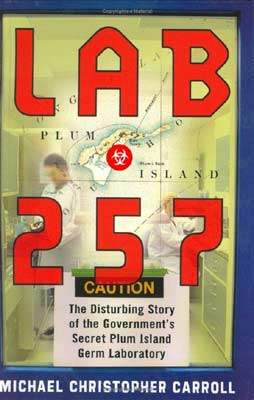 LAB
PLUM
ISLAND
257
CAUTION
The Disturbing Story
of the Government's
Secret Plum Island
Germ Laboratory
MICHAEL CHRISTOPHER CARROLL